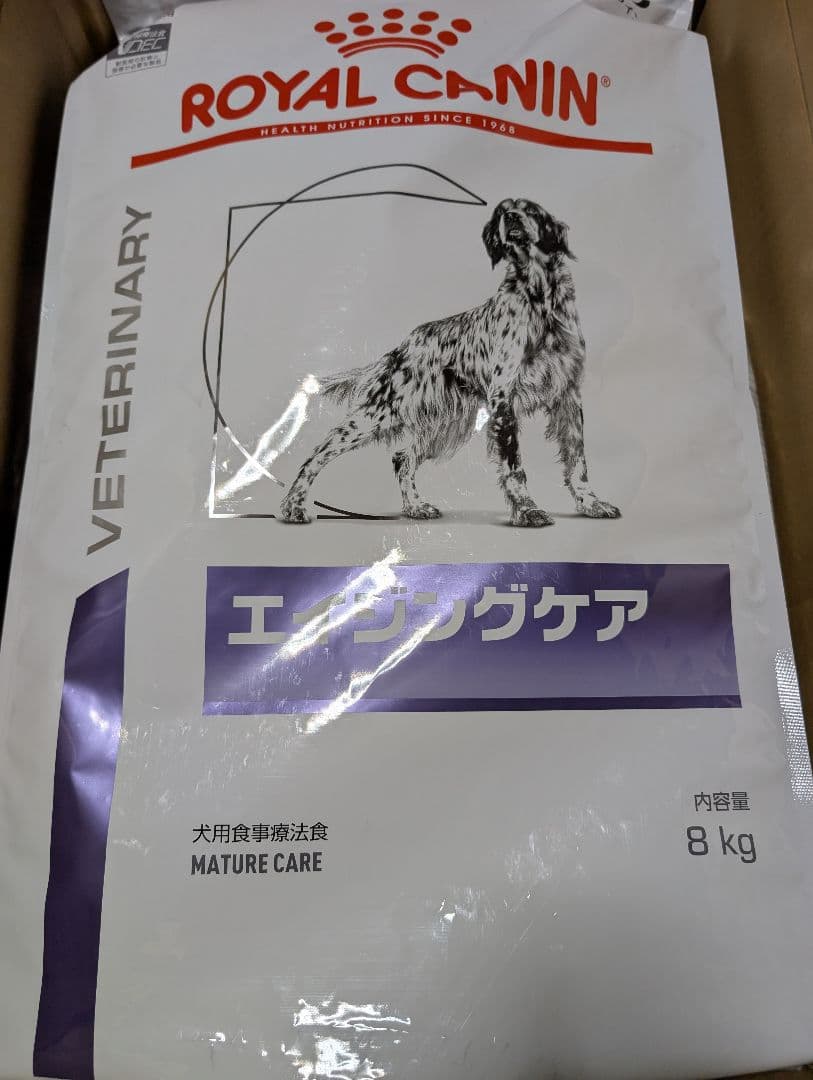 ROYAL CANIN®
HEALTH NUTRITION SINCE 1968
VETERINARY
エイジングケア
犬用食事療法食
MATURE CARE
内容量
8 kg